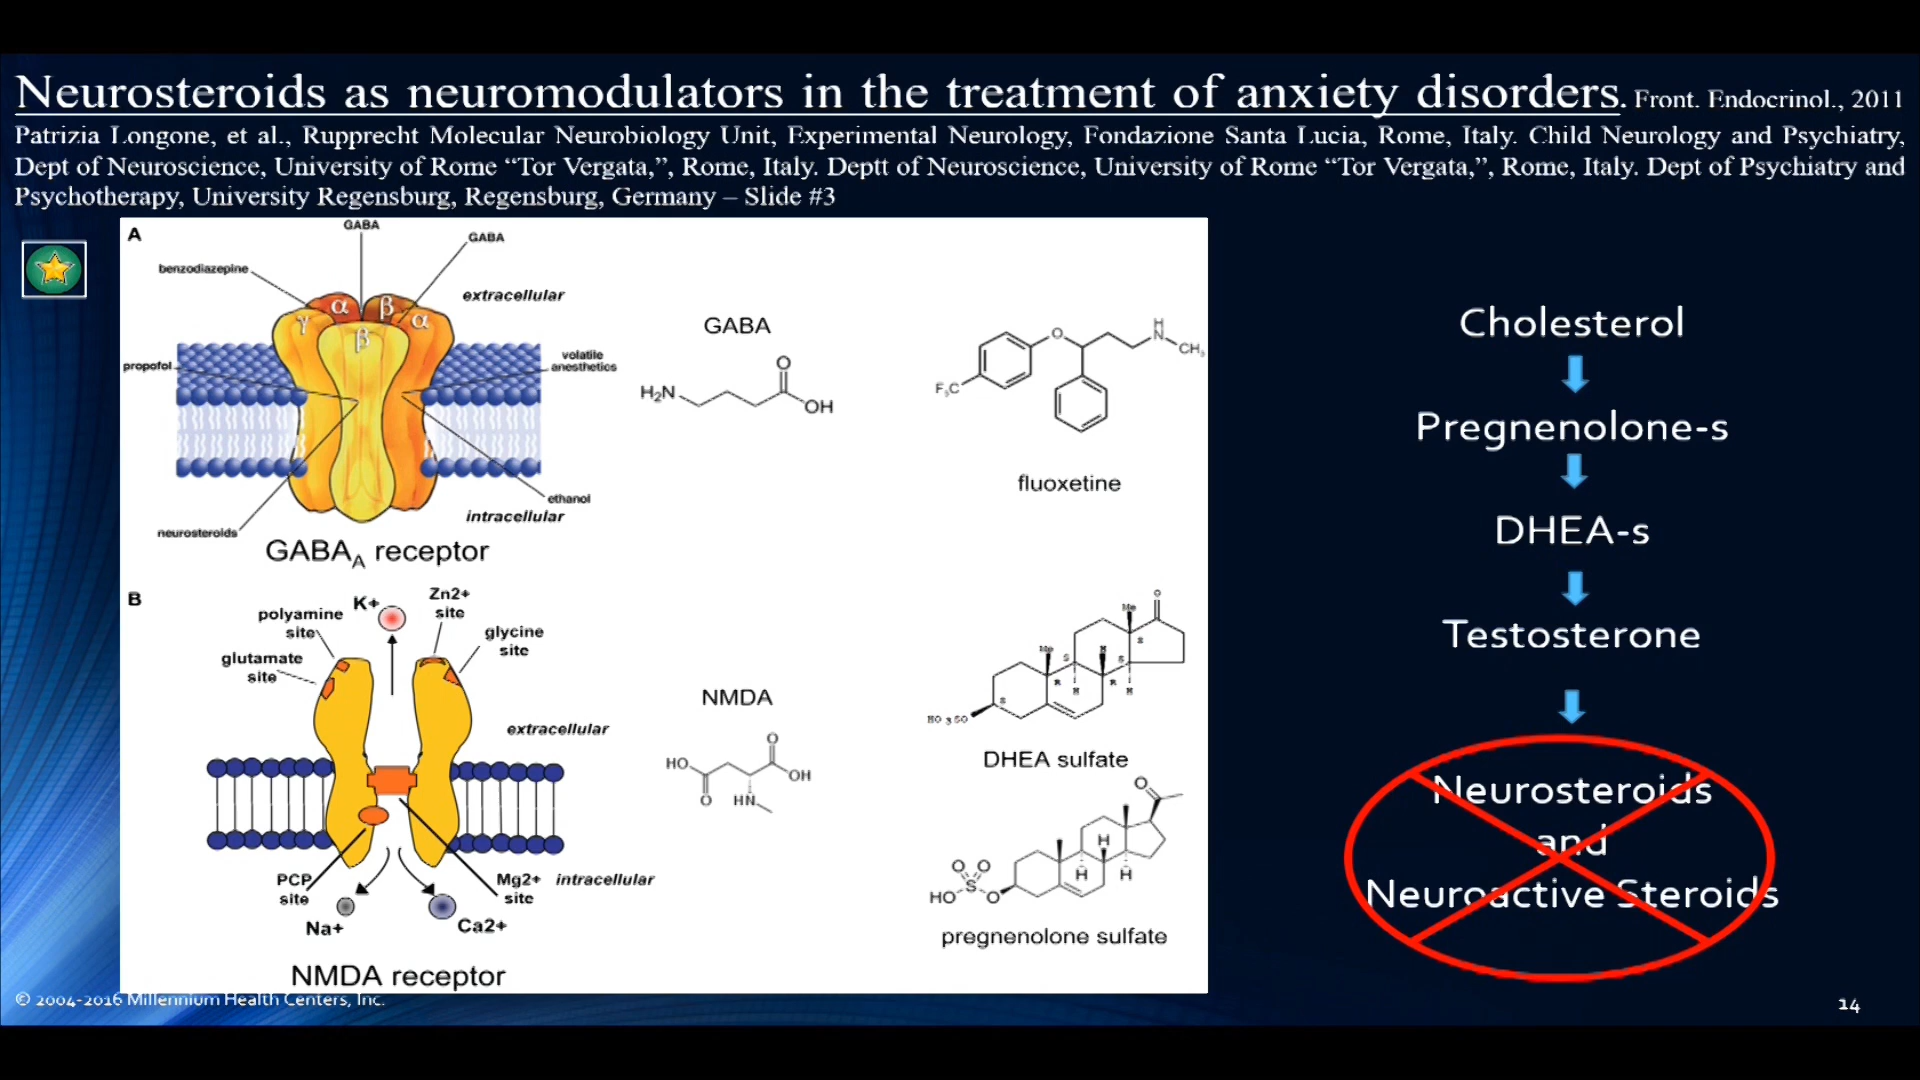 Neurosteroids as neuromodulators in the treatment of anxiety disorders. Front. Endocrinol., 2011
Patrizia Longone, et al., Rupprecht Molecular Neurobiology Unit, Experimental Neurology, Fondazione Santa Lucia, Rome, Italy. Child Neurology and Psychiatry,
Dept of Neuroscience, University of Rome “Tor Vergata,”, Rome, Italy. Deptt of Neuroscience, University of Rome “Tor Vergata,”, Rome, Italy. Dept of Psychiatry and
Psychotherapy, University Regensburg, Regensburg, Germany – Slide #3
A
GABA
GABA
benzodiazepine
extracellular
α
β
γ
α
β
propofol
volatile
anesthetics
ethanol
intracellular
neurosteroids
GABAA receptor
GABA
H2N
O
OH
O
H
N
CH3
F3C
fluoxetine
B
K+
Zn2+
site
polyamine
site
glycine
site
glutamate
site
extracellular
PCP
site
Mg2+
site
intracellular
Na+
Ca2+
NMDA receptor
NMDA
HO
O
O
OH
HN
O
Me
S
Me
S
H
S
R
H
R
H
S
HO3SO
DHEA sulfate
O
H
H
H
O
O
S
HO
O
pregnenolone sulfate
Cholesterol
Pregnenolone-s
DHEA-s
Testosterone
Neurosteroids
and
Neuroactive Steroids
© 2004-2016 Millennium Health Centers, Inc.
14